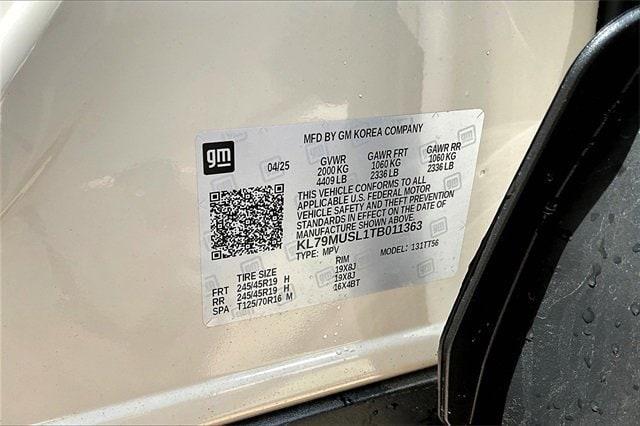 MFD BY GM KOREA COMPANY
gm
04/25 GVWR GAWR FRT GAWR RR
2000 KG 1060 KG 1060 KG
4409 LB 2336 LB 2336 LB
THIS VEHICLE CONFORMS TO ALL
APPLICABLE U.S. FEDERAL MOTOR
VEHICLE SAFETY AND THEFT PREVENTION
STANDARDS IN EFFECT ON THE DATE OF
MANUFACTURE SHOWN ABOVE.
KL79MUSL1TB011363
TYPE: MPV MODEL: 131TT56
TIRE SIZE RIM
FRT 245/45R19 H 19X8J
RR 245/45R19 H 19X8J
SPA T125/70R16 M 16X4BT